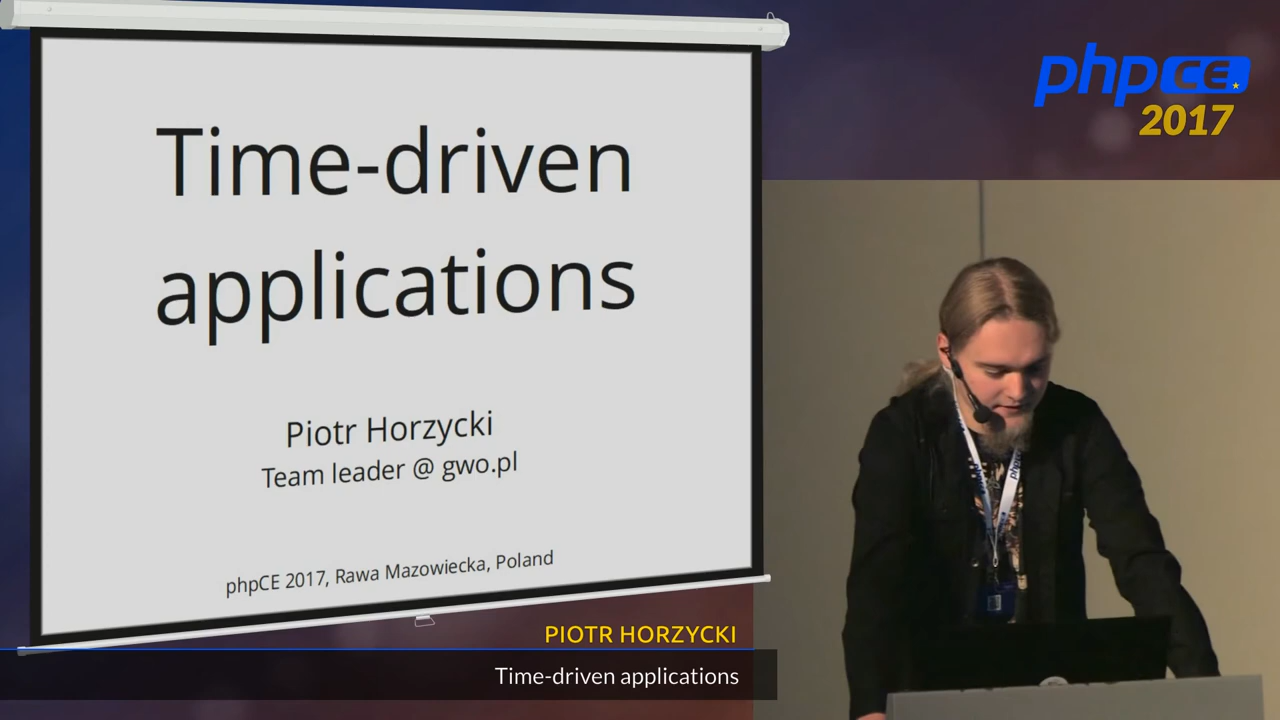 Time-driven
applications
Piotr Horzycki
Team leader @ gwo.pl
phpCE 2017, Rawa Mazowiecka, Poland
PIOTR HORZYCKI
Time-driven applications
phpCE
2017
php